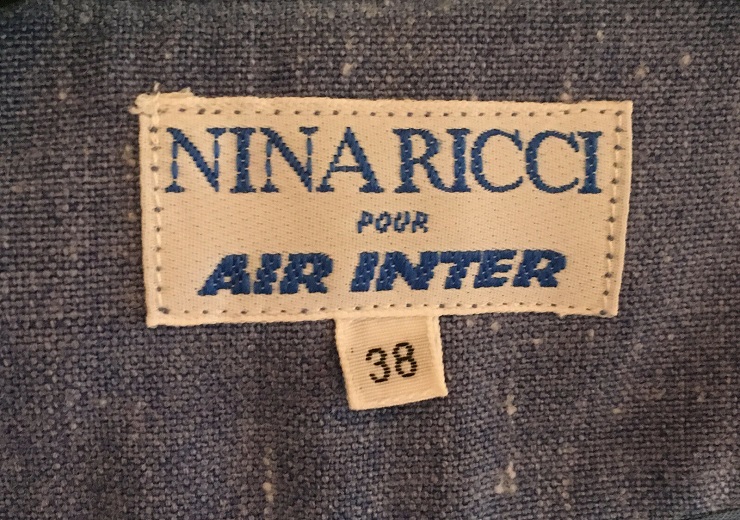 NINA RICCI
POUR
AIR INTER
38